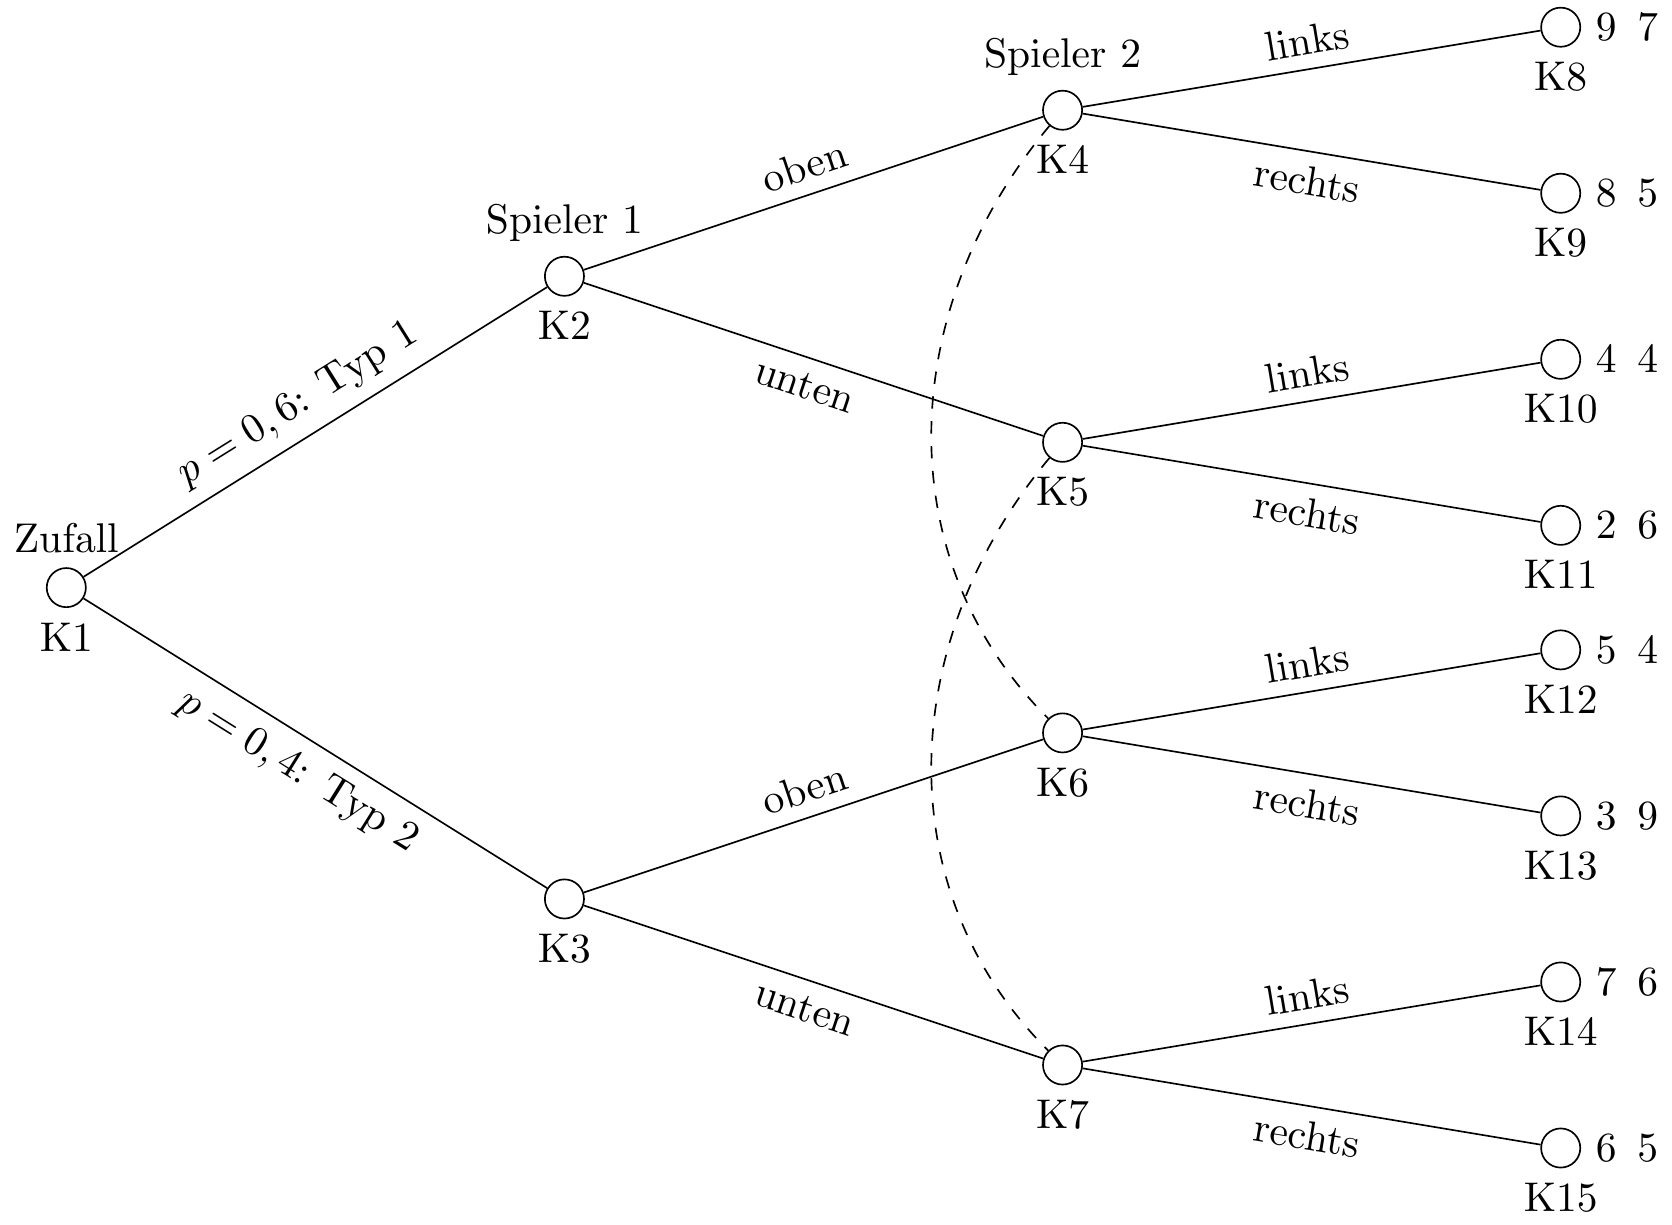 Zufall
K1
p = 0, 6: Typ 1
p = 0, 4: Typ 2
Spieler 1
K2
K3
oben
unten
oben
unten
Spieler 2
K4
K5
K6
K7
links
rechts
links
rechts
links
rechts
links
rechts
9 7
K8
8 5
K9
4 4
K10
2 6
K11
5 4
K12
3 9
K13
7 6
K14
6 5
K15